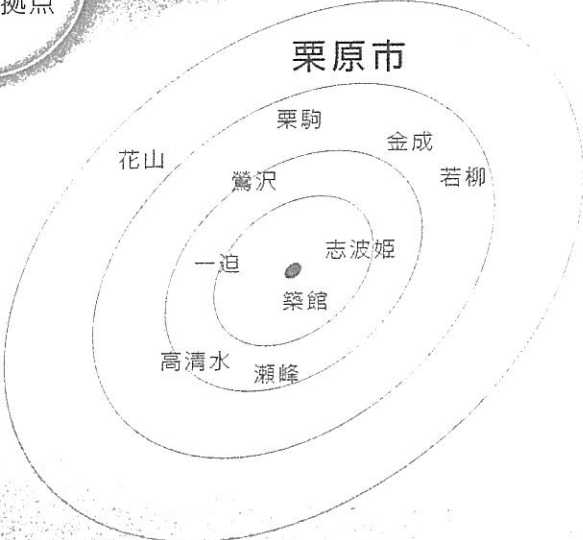 拠点
栗原市
栗駒
金成
花山
若柳
鶯沢
志波姫
一迫
築館
高清水
瀬峰